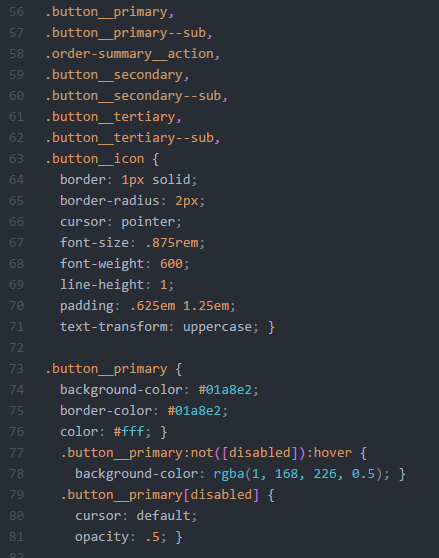 56 .button__primary,
57 .button__primary--sub,
58 .order-summary__action,
59 .button__secondary,
60 .button__secondary--sub,
61 .button__tertiary,
62 .button__tertiary--sub,
63 .button__icon {
64   border: 1px solid;
65   border-radius: 2px;
66   cursor: pointer;
67   font-size: .875rem;
68   font-weight: 600;
69   line-height: 1;
70   padding: .625em 1.25em;
71   text-transform: uppercase; }
72
73 .button__primary {
74   background-color: #01a8e2;
75   border-color: #01a8e2;
76   color: #fff; }
77   .button__primary:not([disabled]):hover {
78     background-color: rgba(1, 168, 226, 0.5); }
79   .button__primary[disabled] {
80     cursor: default;
81     opacity: .5; }